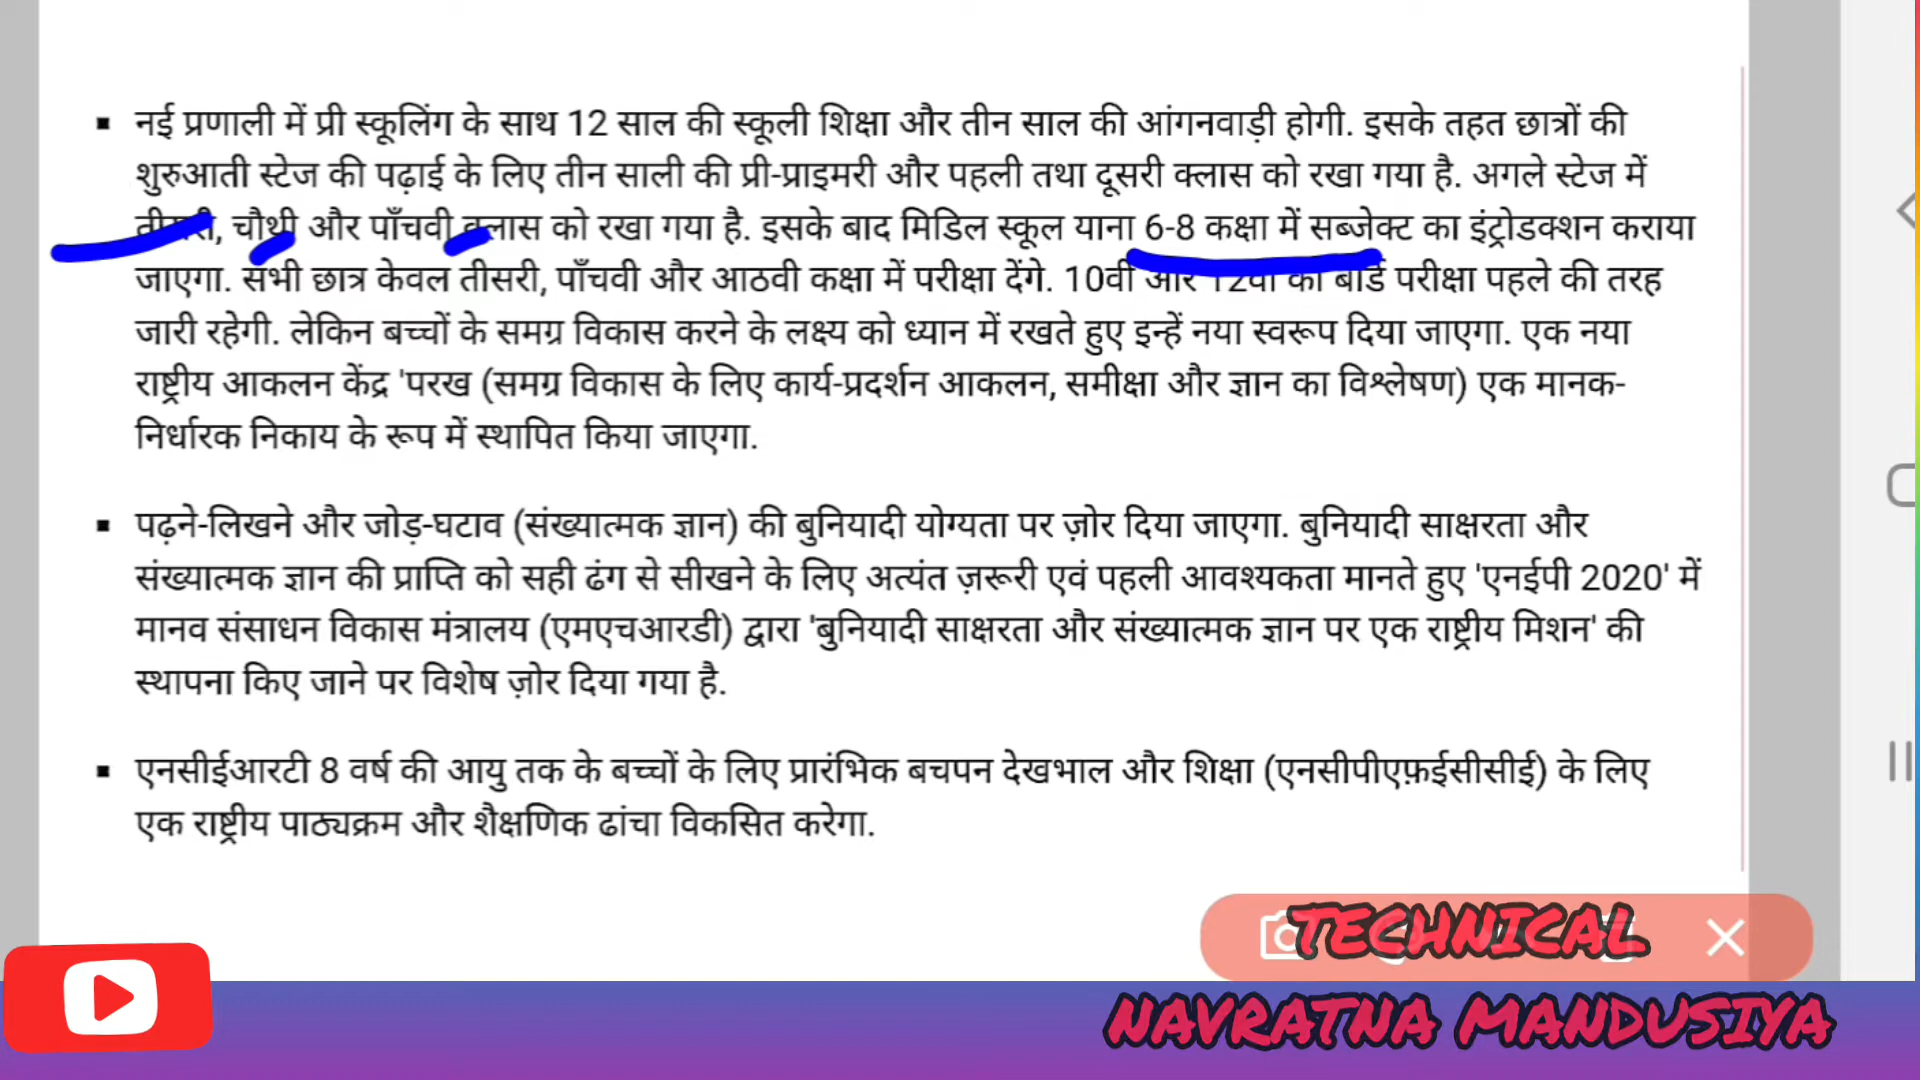 ▪ नई प्रणाली में प्री स्कूलिंग के साथ 12 साल की स्कूली शिक्षा और तीन साल की आंगनवाड़ी होगी. इसके तहत छात्रों की
शुरुआती स्टेज की पढ़ाई के लिए तीन साली की प्री-प्राइमरी और पहली तथा दूसरी क्लास को रखा गया है. अगले स्टेज में
तीसरी, चौथी और पाँचवी क्लास को रखा गया है. इसके बाद मिडिल स्कूल याना 6-8 कक्षा में सब्जेक्ट का इंट्रोडक्शन कराया
जाएगा. सभी छात्र केवल तीसरी, पाँचवी और आठवी कक्षा में परीक्षा देंगे. 10वी और 12वी की बोर्ड परीक्षा पहले की तरह
जारी रहेगी. लेकिन बच्चों के समग्र विकास करने के लक्ष्य को ध्यान में रखते हुए इन्हें नया स्वरूप दिया जाएगा. एक नया
राष्ट्रीय आकलन केंद्र 'परख (समग्र विकास के लिए कार्य-प्रदर्शन आकलन, समीक्षा और ज्ञान का विश्लेषण) एक मानक-
निर्धारक निकाय के रूप में स्थापित किया जाएगा.
▪ पढ़ने-लिखने और जोड़-घटाव (संख्यात्मक ज्ञान) की बुनियादी योग्यता पर ज़ोर दिया जाएगा. बुनियादी साक्षरता और
संख्यात्मक ज्ञान की प्राप्ति को सही ढंग से सीखने के लिए अत्यंत ज़रूरी एवं पहली आवश्यकता मानते हुए 'एनईपी 2020' में
मानव संसाधन विकास मंत्रालय (एमएचआरडी) द्वारा 'बुनियादी साक्षरता और संख्यात्मक ज्ञान पर एक राष्ट्रीय मिशन' की
स्थापना किए जाने पर विशेष ज़ोर दिया गया है.
▪ एनसीईआरटी 8 वर्ष की आयु तक के बच्चों के लिए प्रारंभिक बचपन देखभाल और शिक्षा (एनसीपीएफ़ईसीसीई) के लिए
एक राष्ट्रीय पाठ्यक्रम और शैक्षणिक ढांचा विकसित करेगा.
TECHNICAL
NAVRATNA MANDUSIYA